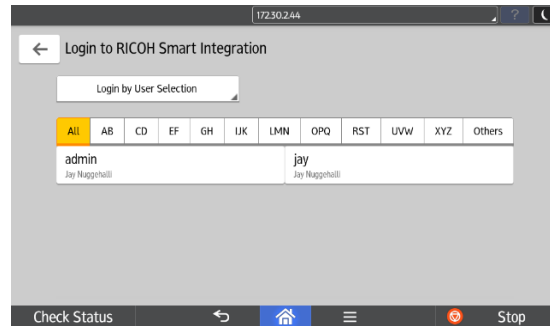 172.30.2.44
?
Login to RICOH Smart Integration
Login by User Selection
All AB CD EF GH IJK LMN OPQ RST UVW XYZ Others
admin jay
Jay Nuggehalli Jay Nuggehalli
Check Status Stop